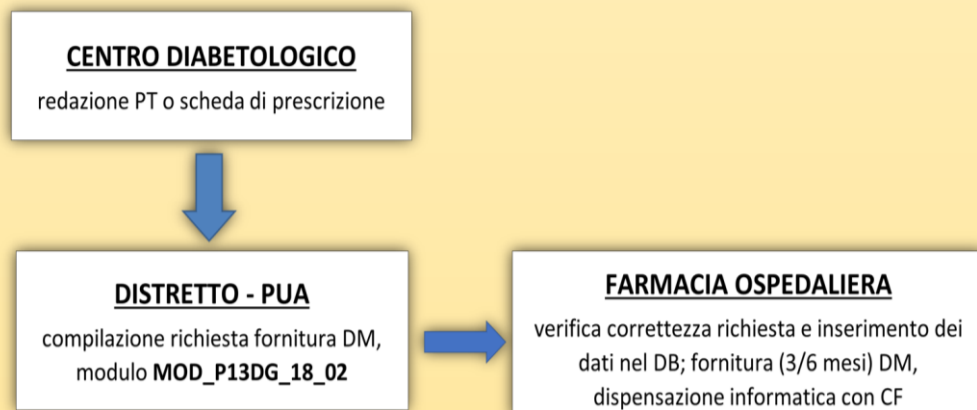 CENTRO DIABETOLOGICO
redazione PT o scheda di prescrizione
DISTRETTO - PUA
compilazione richiesta fornitura DM,
modulo MOD_P13DG_18_02
FARMACIA OSPEDALIERA
verifica correttezza richiesta e inserimento dei
dati nel DB; fornitura (3/6 mesi) DM,
dispensazione informatica con CF